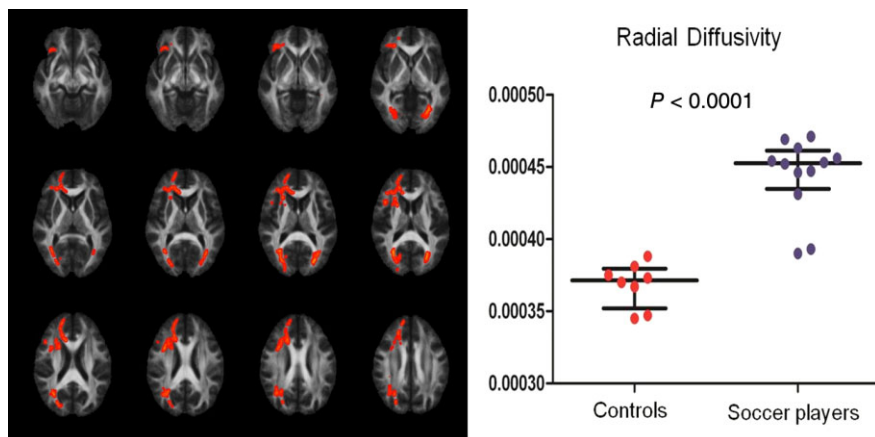 Radial Diffusivity
P < 0.0001
0.00050
0.00045
0.00040
0.00035
0.00030
Controls
Soccer players